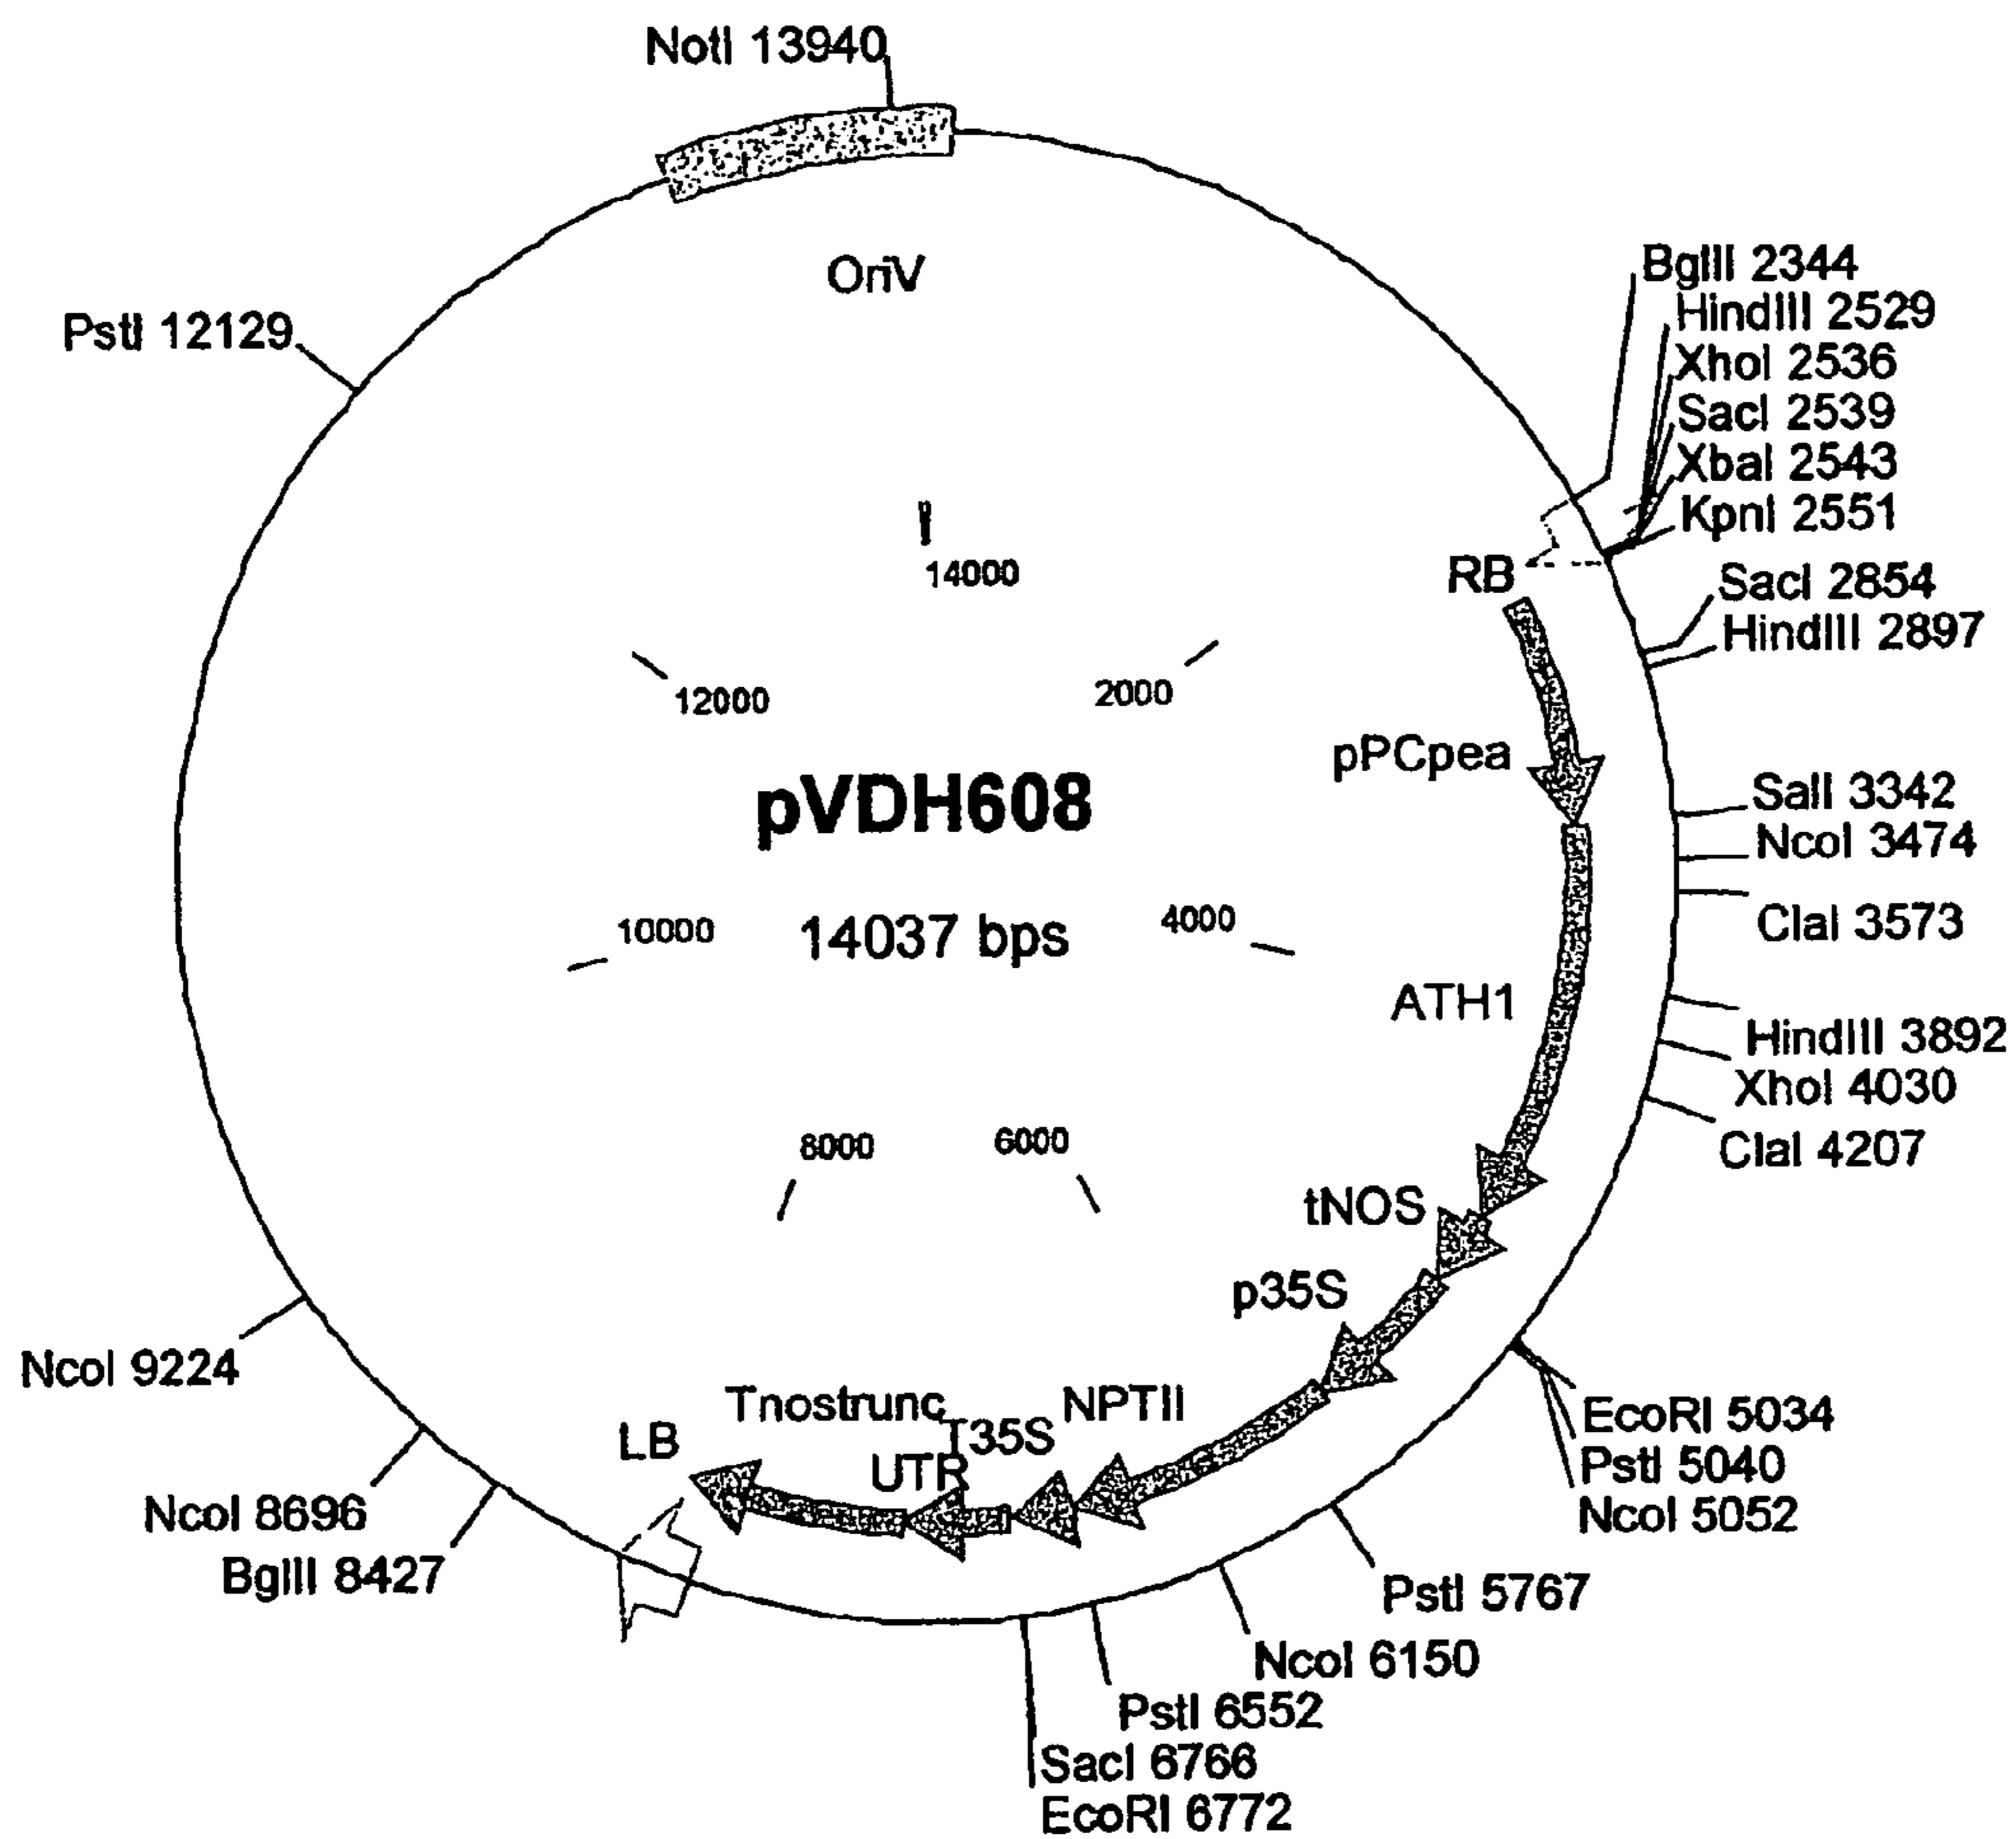 NotI 13940
OriV
PstI 12129
BglII 2344
HindIII 2529
XhoI 2536
SacI 2539
XbaI 2543
KpnI 2551
RB
SacI 2854
HindIII 2897
14000
12000
2000
pPCpea
pVDH608
SalI 3342
NcoI 3474
ClaI 3573
10000
14037 bps
4000
ATH1
HindIII 3892
XhoI 4030
ClaI 4207
8000
6000
tNOS
p35S
NcoI 9224
Tnostrunc
T35S
NPTII
LB
UTR
EcoRI 5034
PstI 5040
NcoI 5052
NcoI 8696
BglII 8427
PstI 5767
NcoI 6150
PstI 6552
SacI 6766
EcoRI 6772